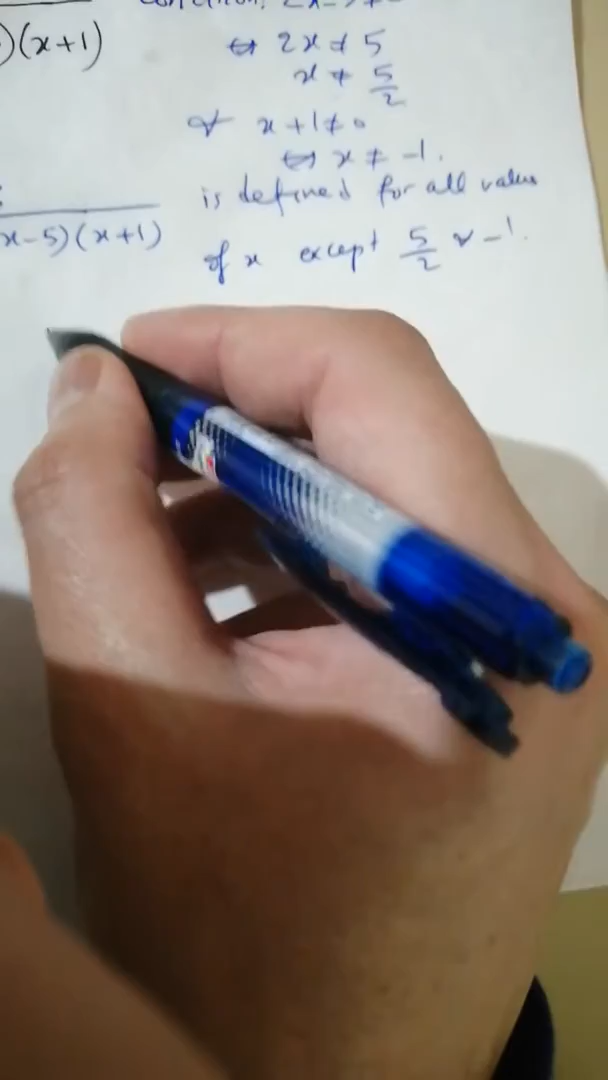 )(x+1)
⇔ 2x ≠ 5
x ≠ 5/2
& x+1≠0
⇔ x ≠ -1.
is defined for all value
x-5)(x+1)
of x except 5/2 & -1.